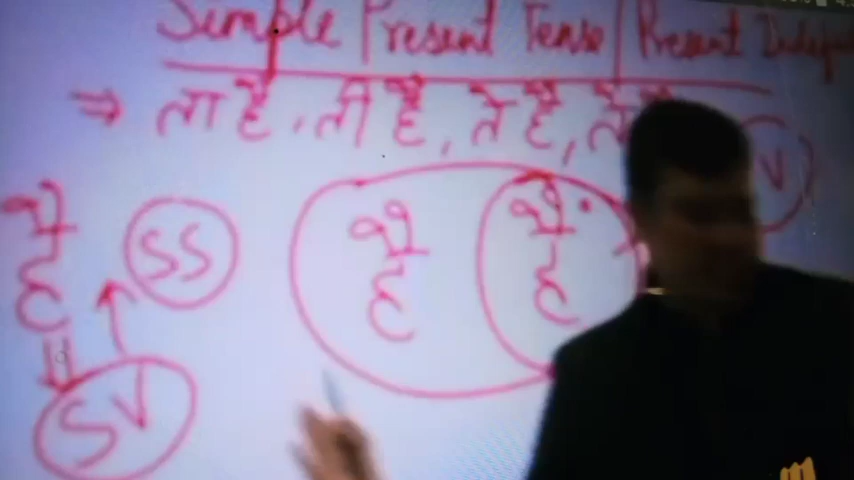 Simple Present Tense | Present
⇒ ता है, ती है, ते हैं,
है SS है हैं
SV